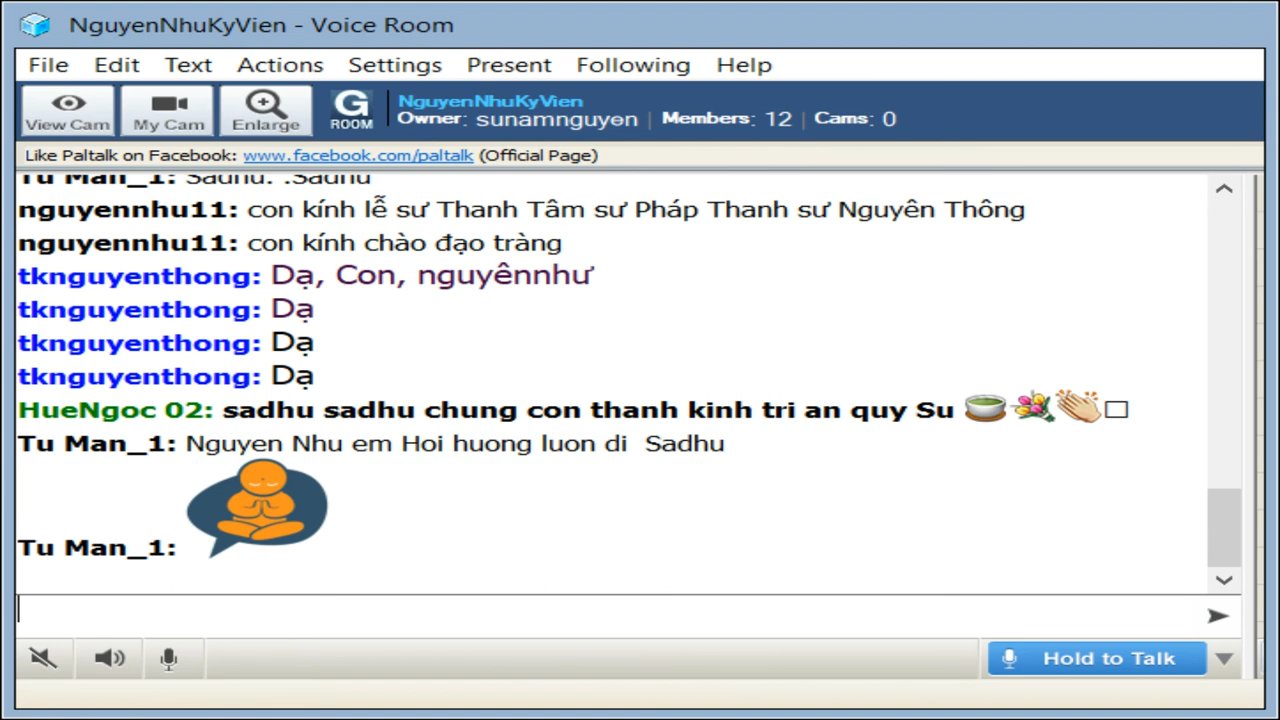 NguyenNhuKyVien - Voice Room
File Edit Text Actions Settings Present Following Help
View Cam My Cam Enlarge G ROOM
NguyenNhuKyVien
Owner: sunamnguyen | Members: 12 | Cams: 0
Like Paltalk on Facebook: www.facebook.com/paltalk (Official Page)
Tu Man_1: Sadhu. .Sadhu
nguyennhu11: con kính lễ sư Thanh Tâm sư Pháp Thanh sư Nguyên Thông
nguyennhu11: con kính chào đạo tràng
tknguyenthong: Dạ, Con, nguyênnhư
tknguyenthong: Dạ
tknguyenthong: Dạ
tknguyenthong: Dạ
HueNgoc 02: sadhu sadhu chung con thanh kinh tri an quy Su
Tu Man_1: Nguyen Nhu em Hoi huong luon di Sadhu
Tu Man_1:
Hold to Talk